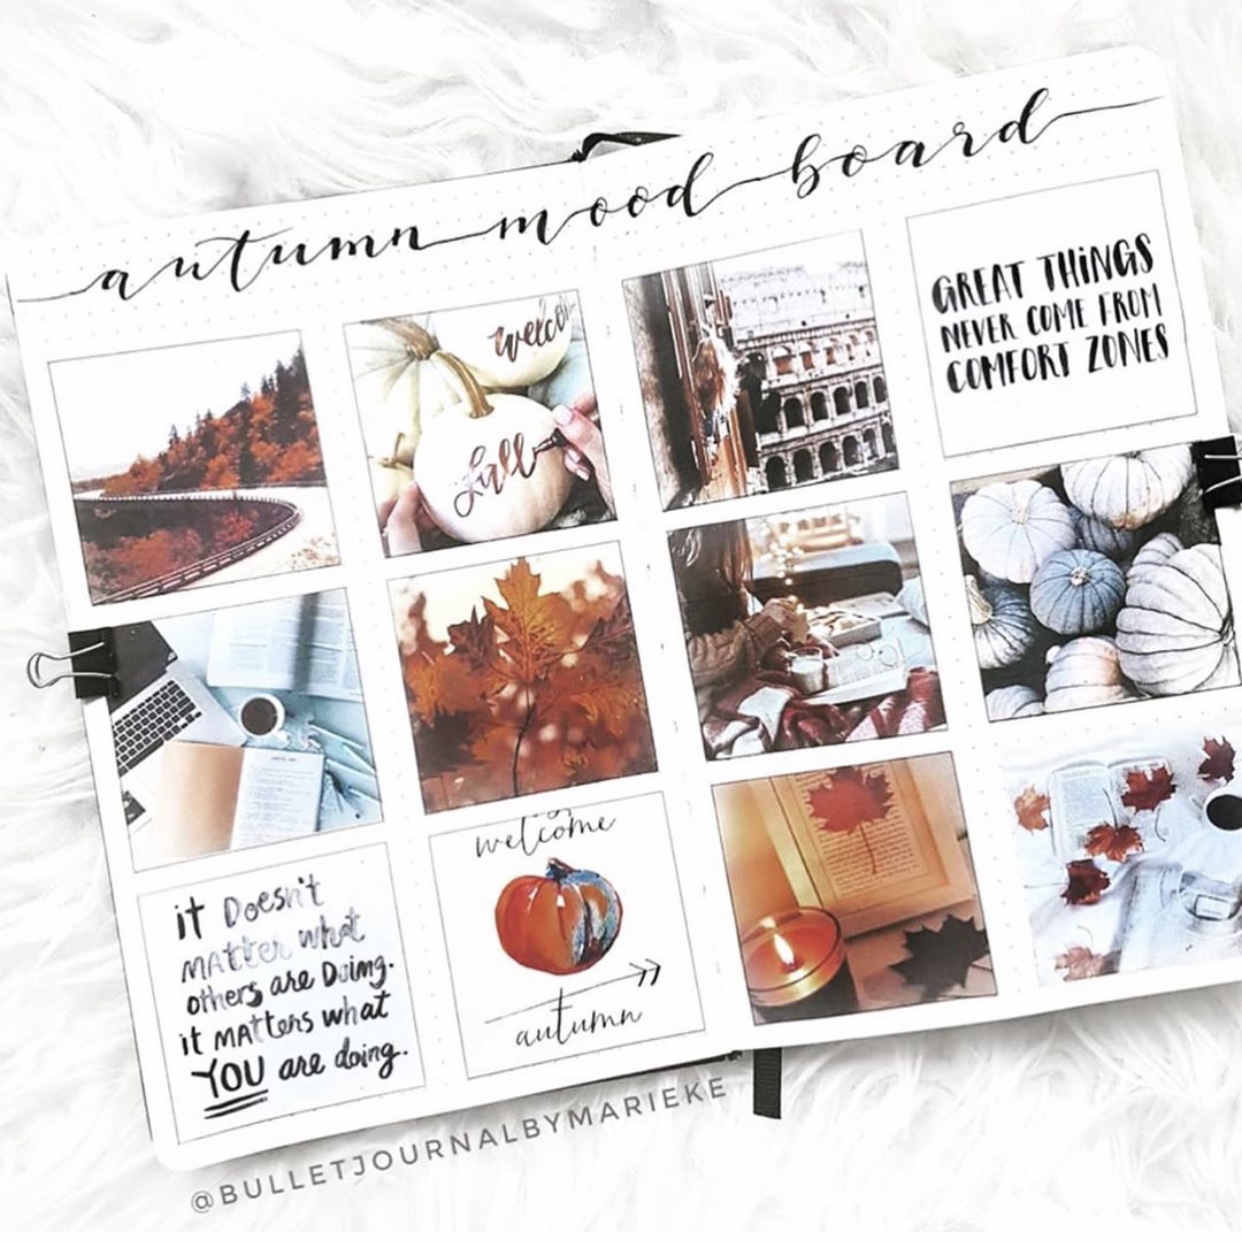 autumn mood board
welco
fall
GREAT THiNGS
NEVER COME FROM
COMFORT ZONES
iT Doesn't
MATTER what
others are Doing.
it MATTERS what
YOU are doing.
welcome
autumn
@BULLETJOURNALBYMARIEKE